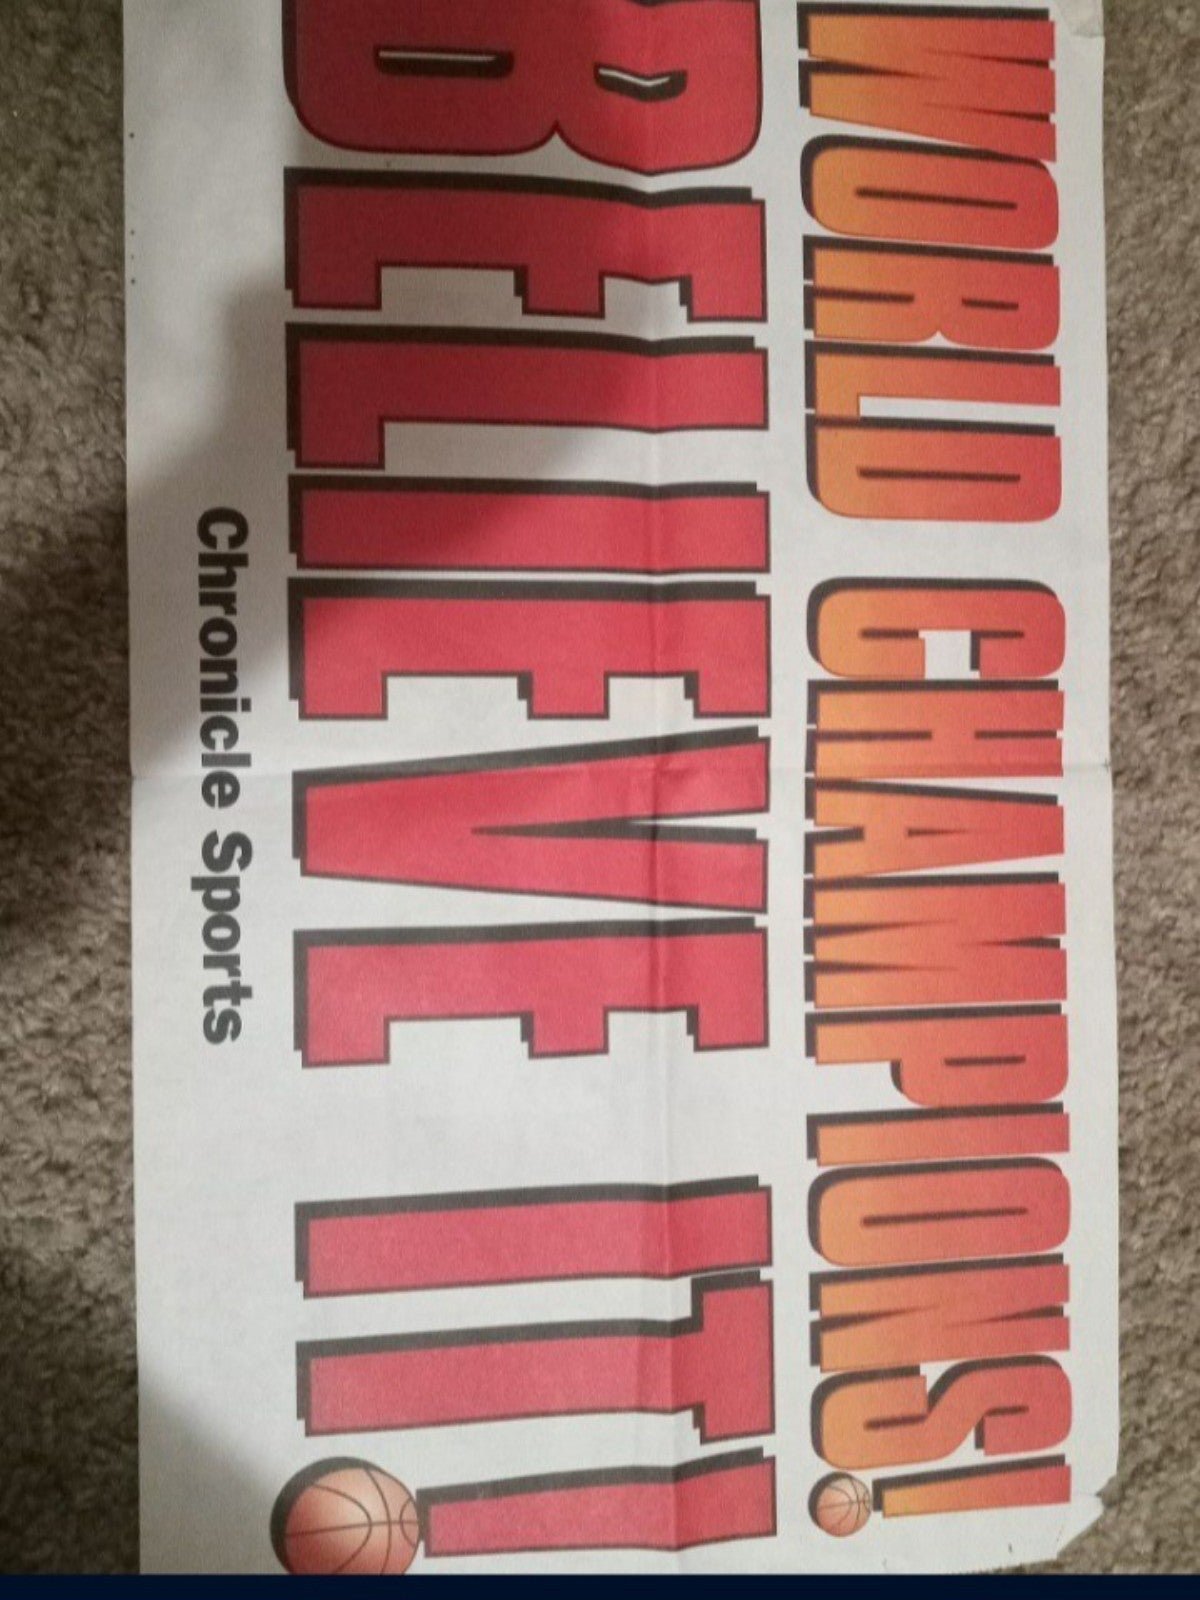 WORLD CHAMPIONS!
BELIEVE IT!
Chronicle Sports